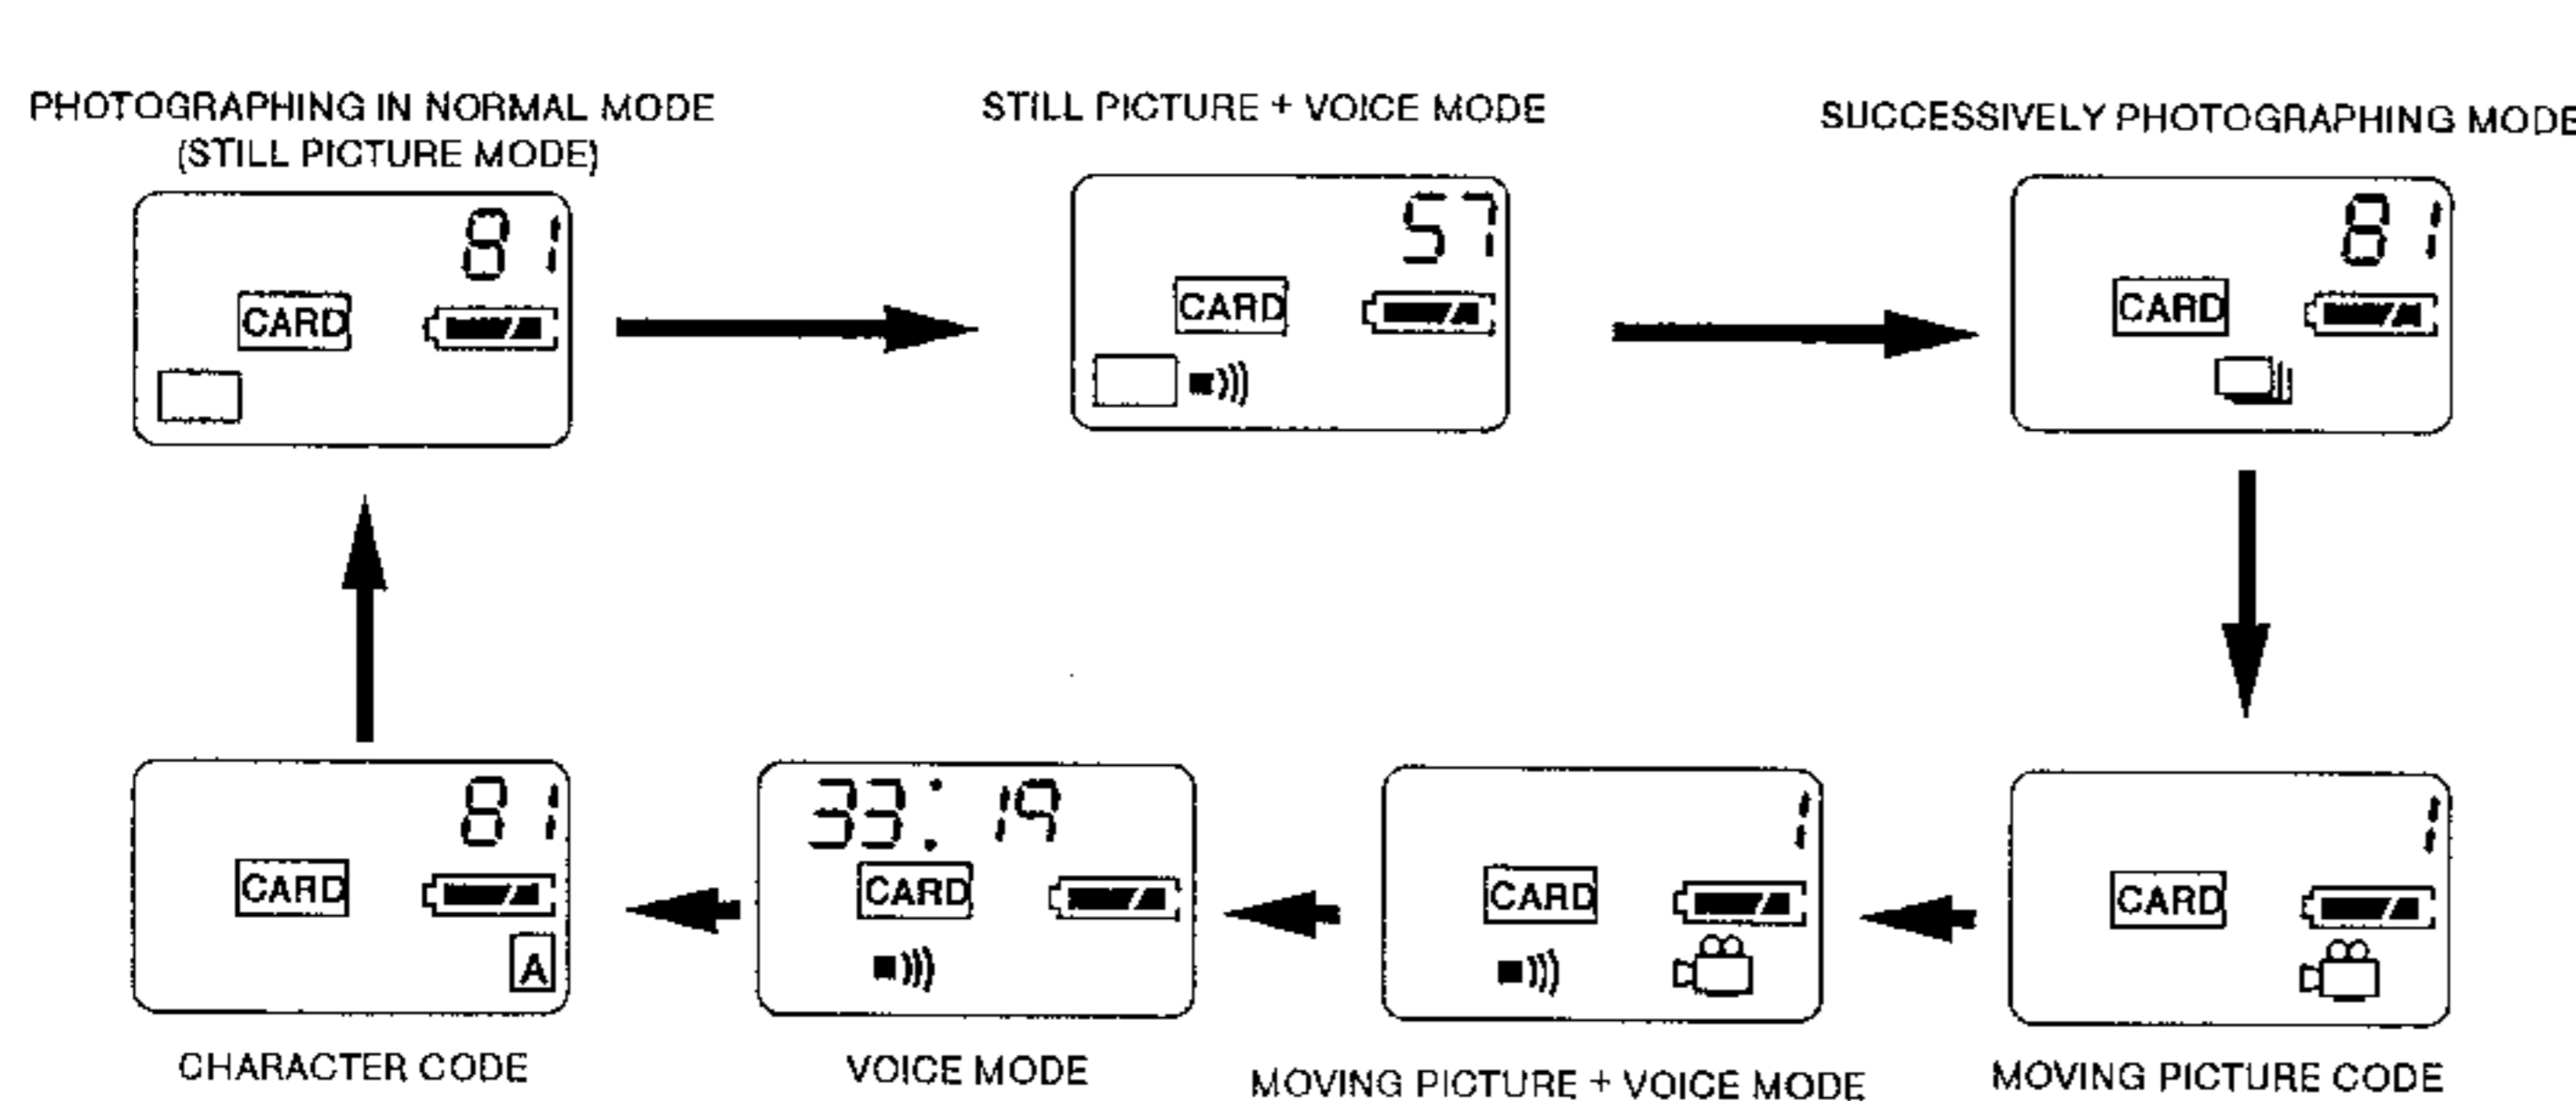 PHOTOGRAPHING IN NORMAL MODE
(STILL PICTURE MODE)
81
CARD
STILL PICTURE + VOICE MODE
57
CARD
SUCCESSIVELY PHOTOGRAPHING MODE
81
CARD
81
CARD
A
CHARACTER CODE
33:19
CARD
VOICE MODE
1
CARD
MOVING PICTURE + VOICE MODE
1
CARD
MOVING PICTURE CODE